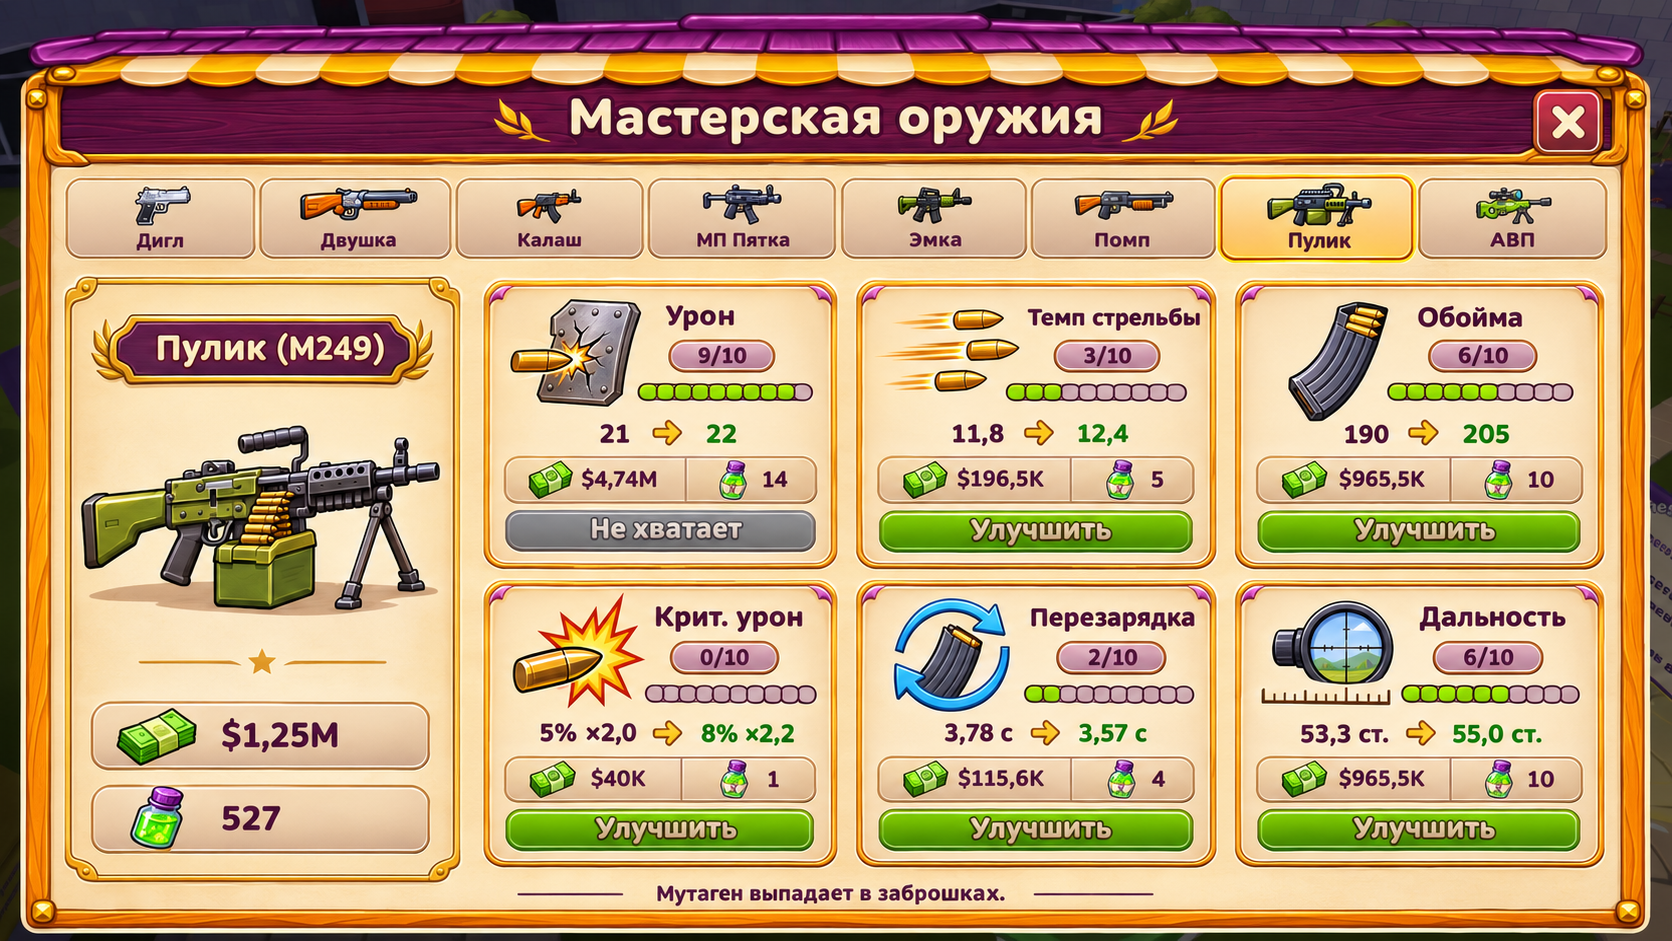 Мастерская оружия
Дигл
Двушка
Калаш
МП Пятка
Эмка
Помп
Пулик
АВП
Пулик (M249)
$1,25M
527
Урон
9/10
21 22
$4,74M 14
Не хватает
Темп стрельбы
3/10
11,8 12,4
$196,5K 5
Улучшить
Обойма
6/10
190 205
$965,5K 10
Улучшить
Крит. урон
0/10
5% ×2,0 8% ×2,2
$40K 1
Улучшить
Перезарядка
2/10
3,78 с 3,57 с
$115,6K 4
Улучшить
Дальность
6/10
53,3 ст. 55,0 ст.
$965,5K 10
Улучшить
Мутаген выпадает в заброшках.